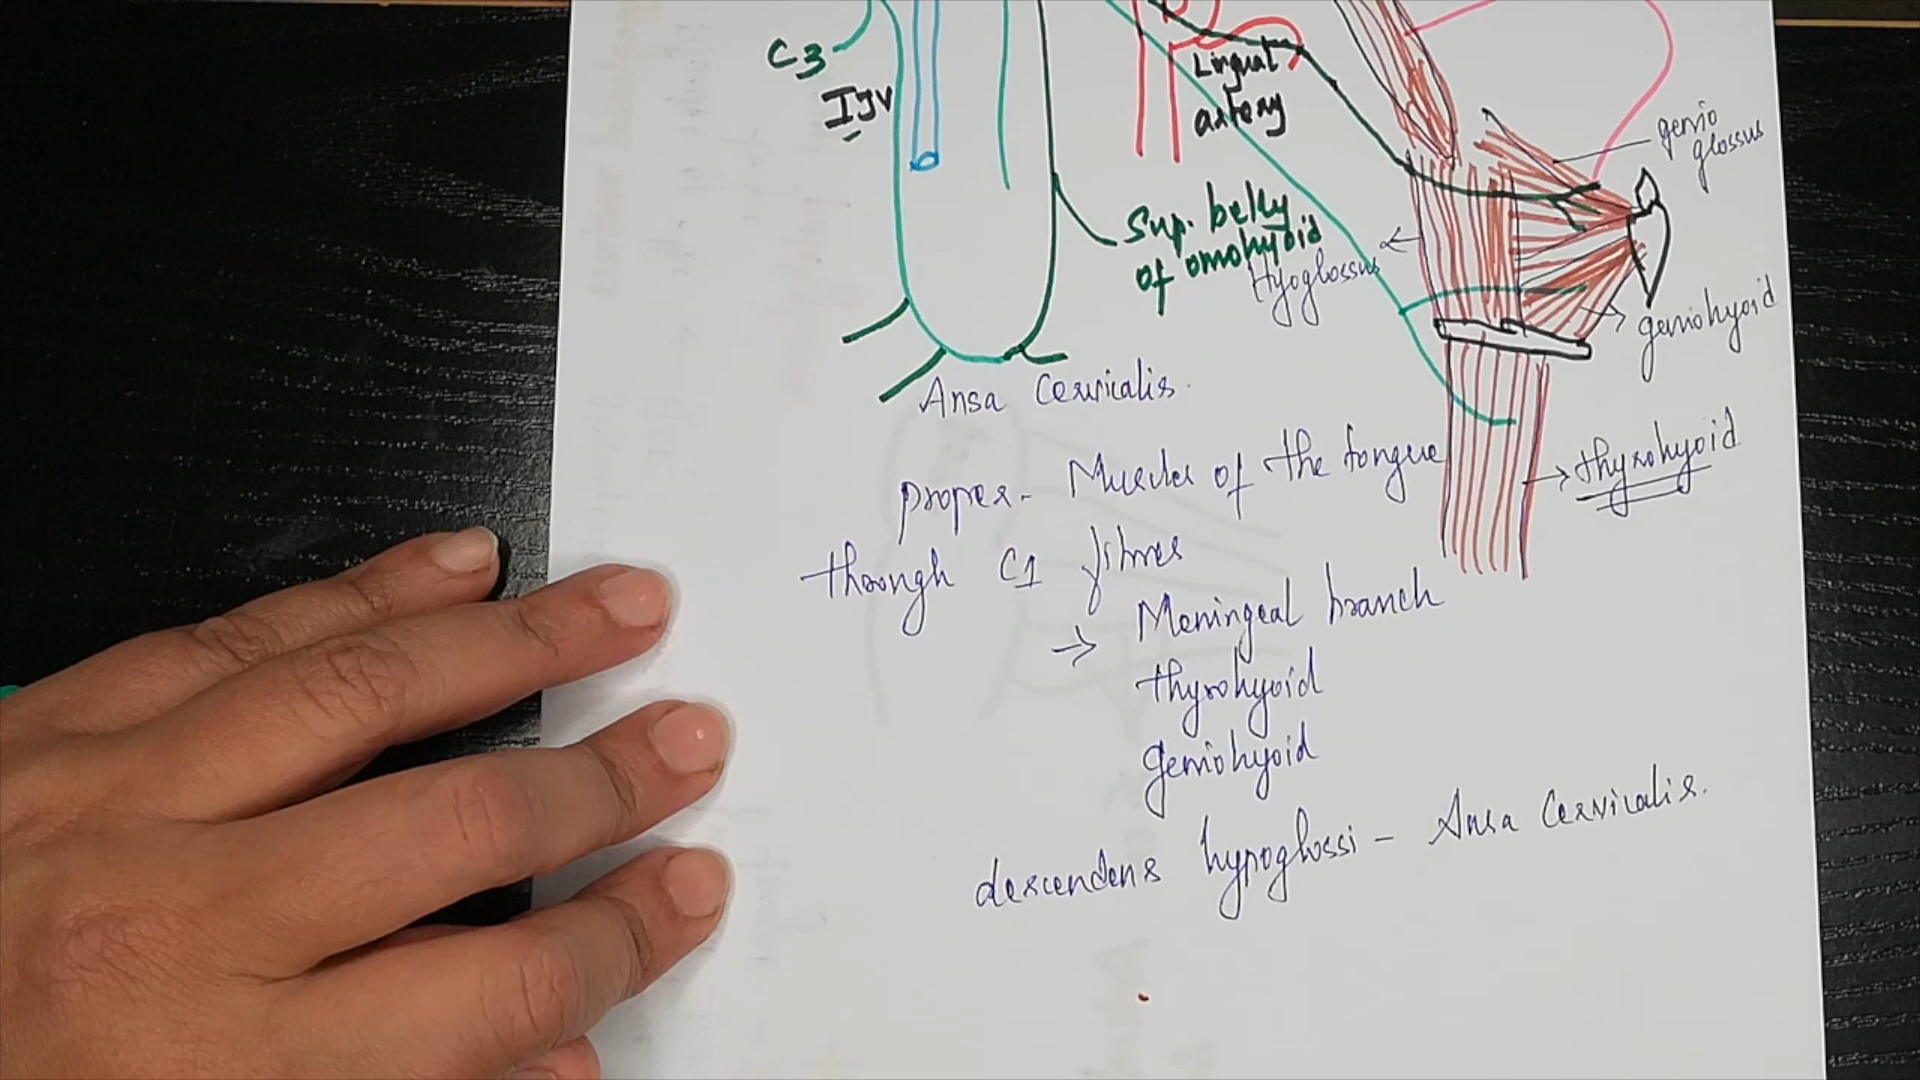 C3
IJV
Lingual
artery
genio
glossus
Sup. belly
of omohyoid
Hyoglossus
geniohyoid
Ansa Cervicalis.
thyrohyoid
proper - Muscles of the tongue
through C1 fibres
→ Meningeal branch
thyrohyoid
geniohyoid
descendens hypoglossi - Ansa Cervicalis.